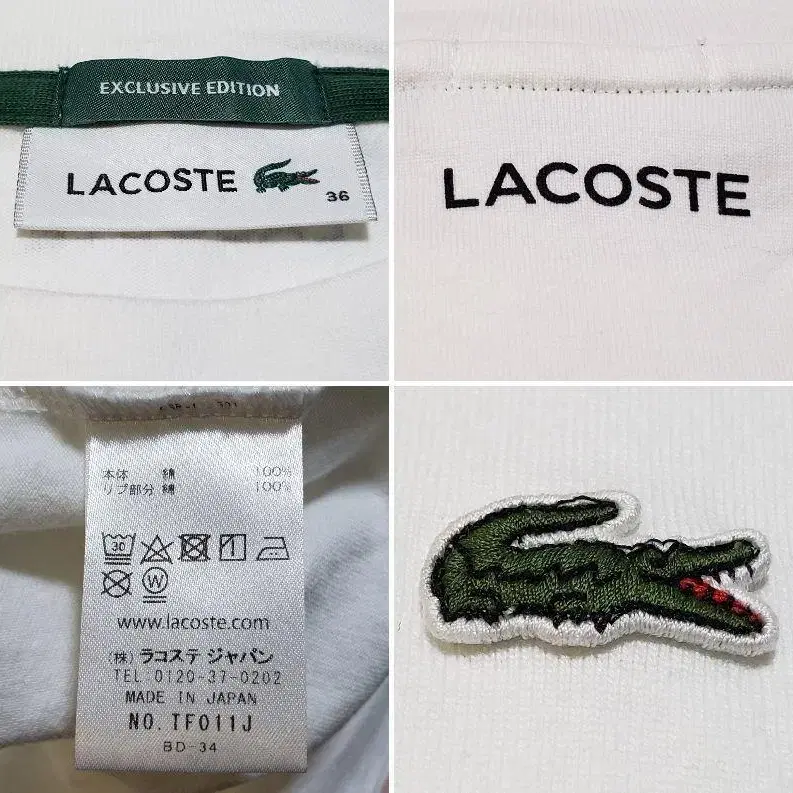 EXCLUSIVE EDITION
LACOSTE
36
LACOSTE
本体 綿 100%
リブ部分 綿 100%
30
W
www.lacoste.com
(株) ラコステ ジャパン
TEL 0120-37-0202
MADE IN JAPAN
NO. TF011J
BD-34